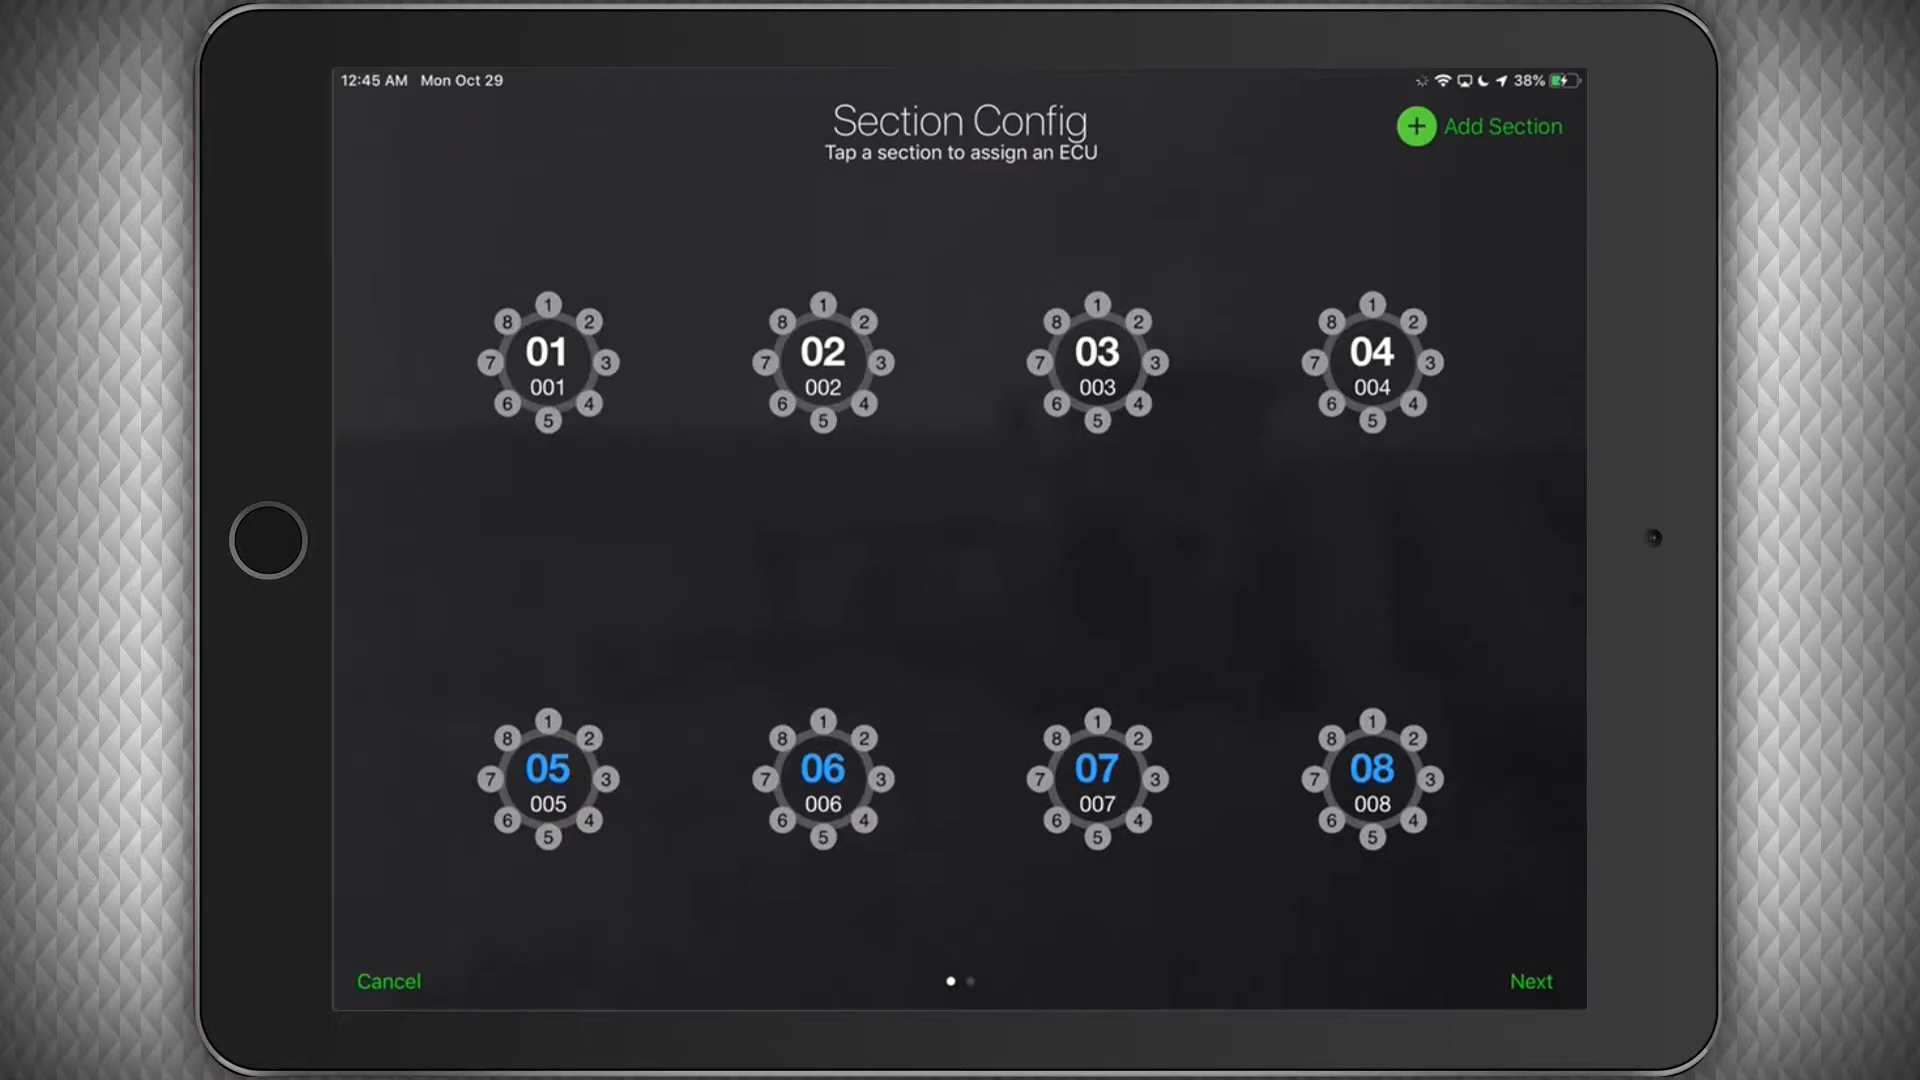 12:45 AM Mon Oct 29
38%
Section Config
Tap a section to assign an ECU
+ Add Section
1 2 3 4 5 6 7 8
01
001
1 2 3 4 5 6 7 8
02
002
1 2 3 4 5 6 7 8
03
003
1 2 3 4 5 6 7 8
04
004
1 2 3 4 5 6 7 8
05
005
1 2 3 4 5 6 7 8
06
006
1 2 3 4 5 6 7 8
07
007
1 2 3 4 5 6 7 8
08
008
Cancel
Next